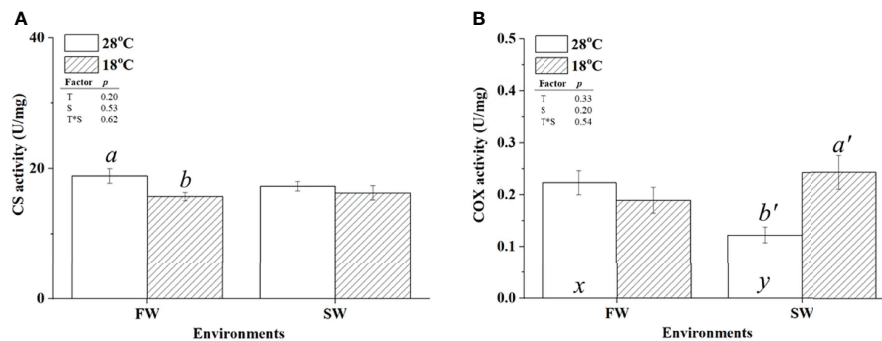 A
CS activity (U/mg)
40
20
0
28°C
18°C
Factor p
T 0.20
S 0.53
T*S 0.62
a
b
FW
SW
Environments
B
COX activity (U/mg)
0.5
0.4
0.3
0.2
0.1
0.0
28°C
18°C
Factor p
T 0.33
S 0.20
T*S 0.54
a′
b′
x
y
FW
SW
Environments